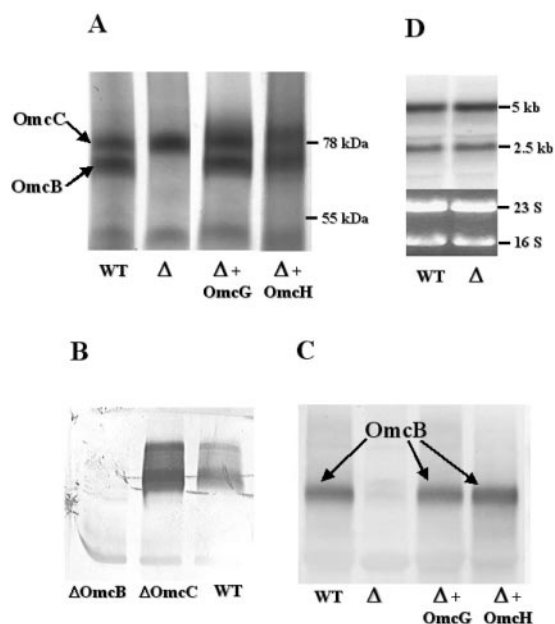 A
OmcC
OmcB
78 kDa
55 kDa
WT Δ Δ + Δ +
OmcG OmcH
D
5 kb
2.5 kb
23 S
16 S
WT Δ
B
ΔOmcB ΔOmcC WT
C
OmcB
WT Δ Δ + Δ +
OmcG OmcH